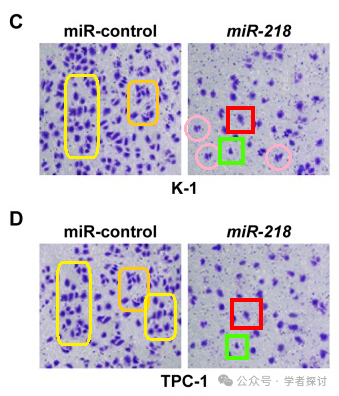 C
miR-control miR-218
K-1
D
miR-control miR-218
TPC-1
公众号 · 学者探讨